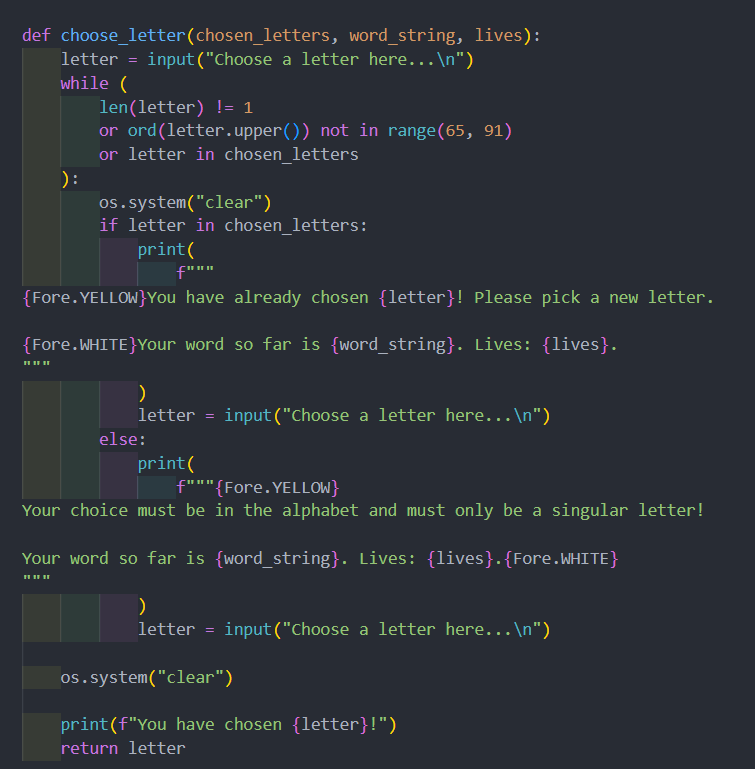 def choose_letter(chosen_letters, word_string, lives):
    letter = input("Choose a letter here...\n")
    while (
        len(letter) != 1
        or ord(letter.upper()) not in range(65, 91)
        or letter in chosen_letters
    ):
        os.system("clear")
        if letter in chosen_letters:
            print(
                f"""
{Fore.YELLOW}You have already chosen {letter}! Please pick a new letter.

{Fore.WHITE}Your word so far is {word_string}. Lives: {lives}.
"""
            )
            letter = input("Choose a letter here...\n")
        else:
            print(
                f"""{Fore.YELLOW}
Your choice must be in the alphabet and must only be a singular letter!

Your word so far is {word_string}. Lives: {lives}.{Fore.WHITE}
"""
            )
            letter = input("Choose a letter here...\n")

    os.system("clear")

    print(f"You have chosen {letter}!")
    return letter